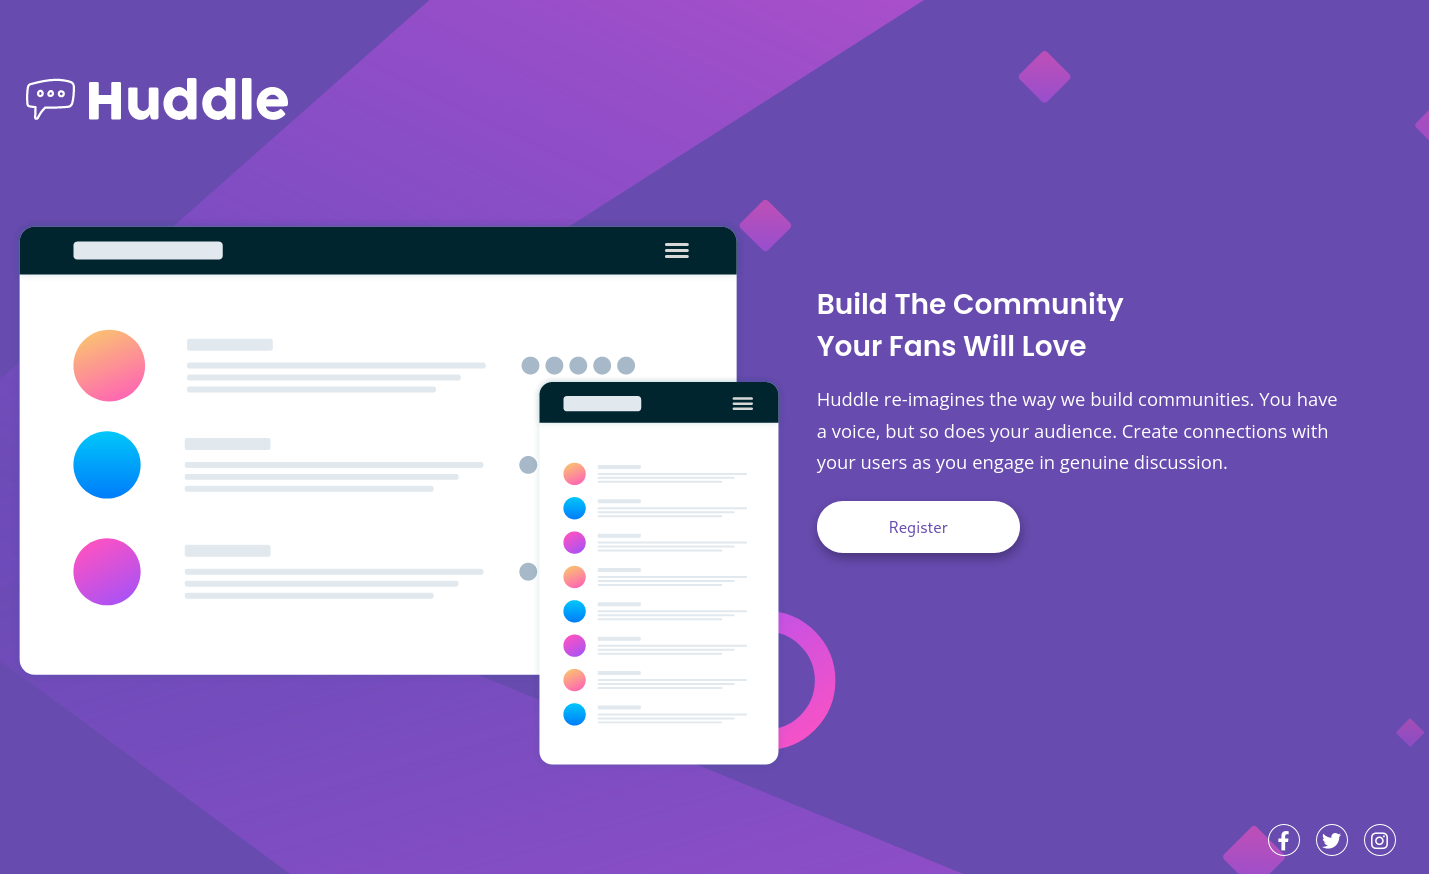 Huddle
Build The Community
Your Fans Will Love
Huddle re-imagines the way we build communities. You have
a voice, but so does your audience. Create connections with
your users as you engage in genuine discussion.
Register